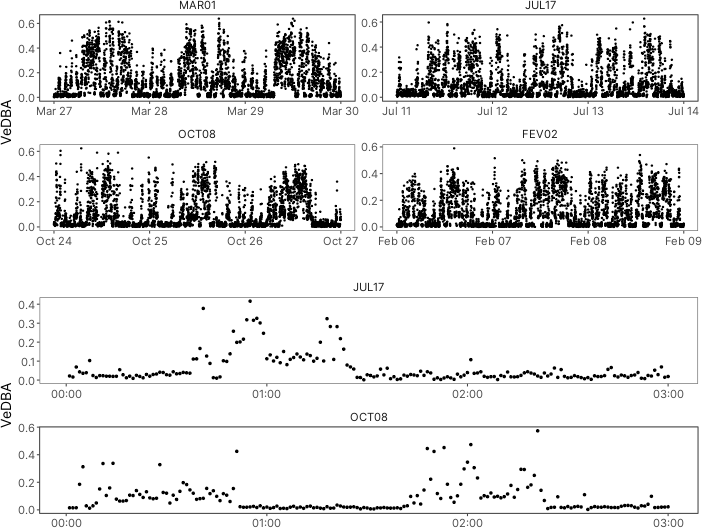 MAR01 JUL17
0.6 0.6
0.4 0.4
0.2 0.2
0.0 0.0
Mar 27 Mar 28 Mar 29 Mar 30 Jul 11 Jul 12 Jul 13 Jul 14
VeDBA
OCT08 FEV02
0.6 0.6
0.4 0.4
0.2 0.2
0.0 0.0
Oct 24 Oct 25 Oct 26 Oct 27 Feb 06 Feb 07 Feb 08 Feb 09
JUL17
0.4
0.3
0.2
0.1
0.0
00:00 01:00 02:00 03:00
VeDBA
OCT08
0.6
0.4
0.2
0.0
00:00 01:00 02:00 03:00